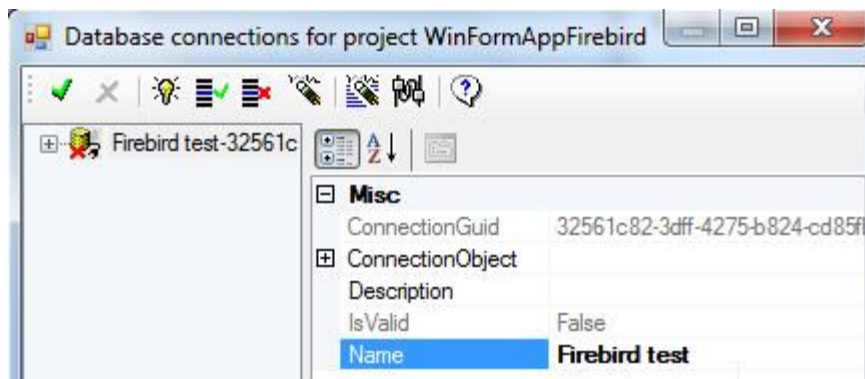 Database connections for project WinFormAppFirebird
Firebird test-32561c
Misc
ConnectionGuid 32561c82-3dff-4275-b824-cd85f
ConnectionObject
Description
IsValid False
Name Firebird test